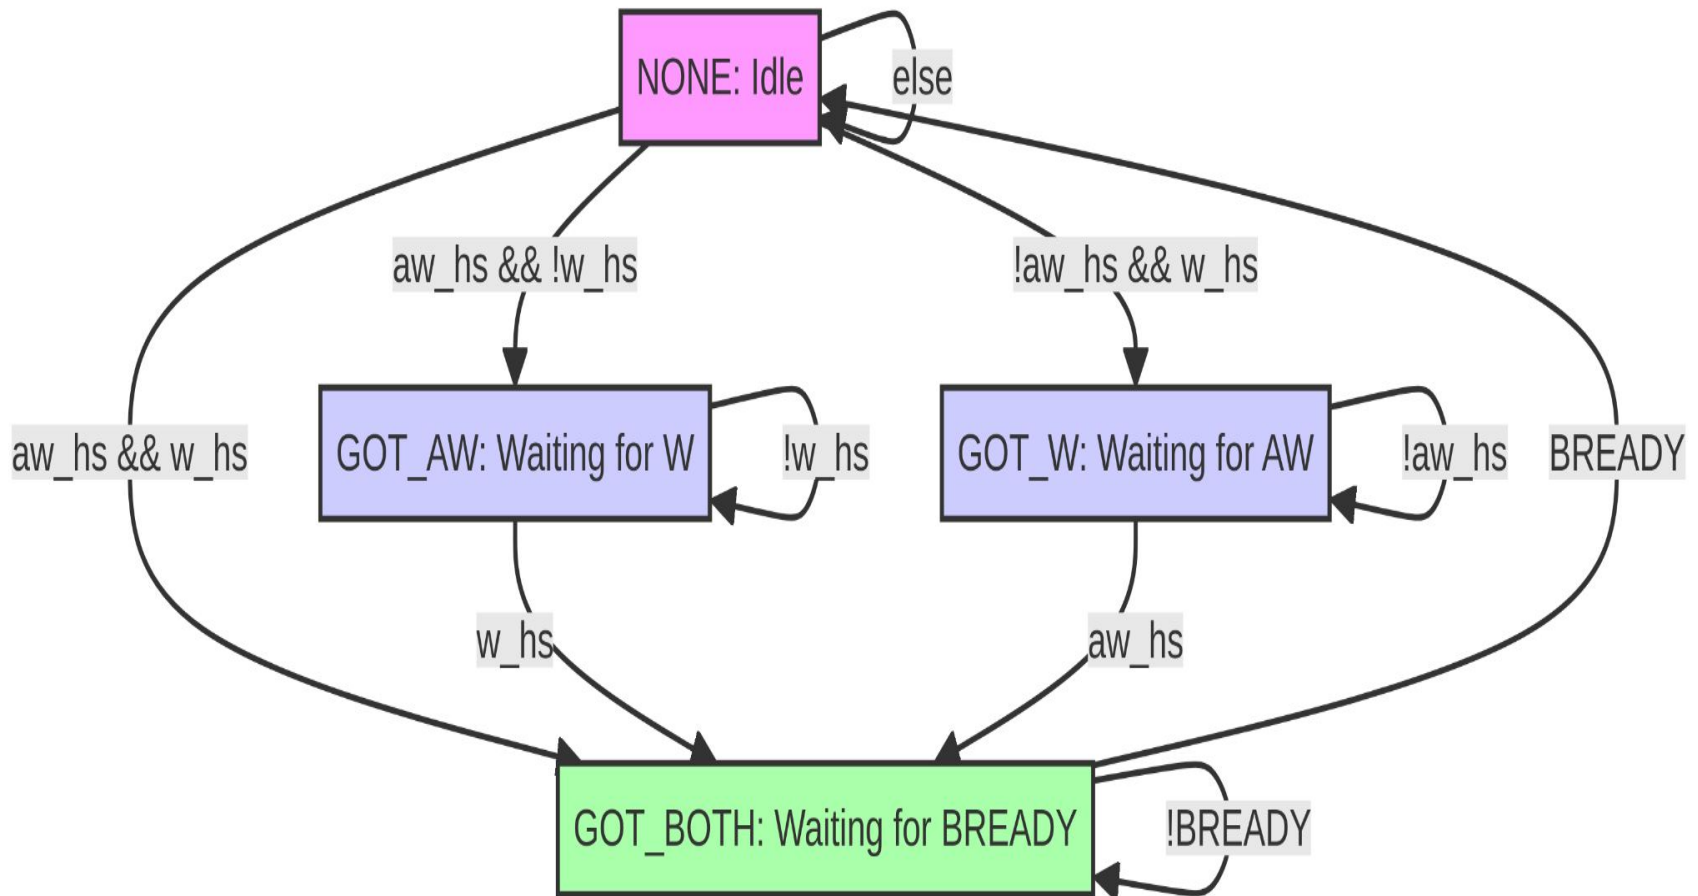 NONE: Idle
else
aw_hs && !w_hs
!aw_hs && w_hs
aw_hs && w_hs
GOT_AW: Waiting for W
!w_hs
GOT_W: Waiting for AW
!aw_hs
BREADY
w_hs
aw_hs
GOT_BOTH: Waiting for BREADY
!BREADY